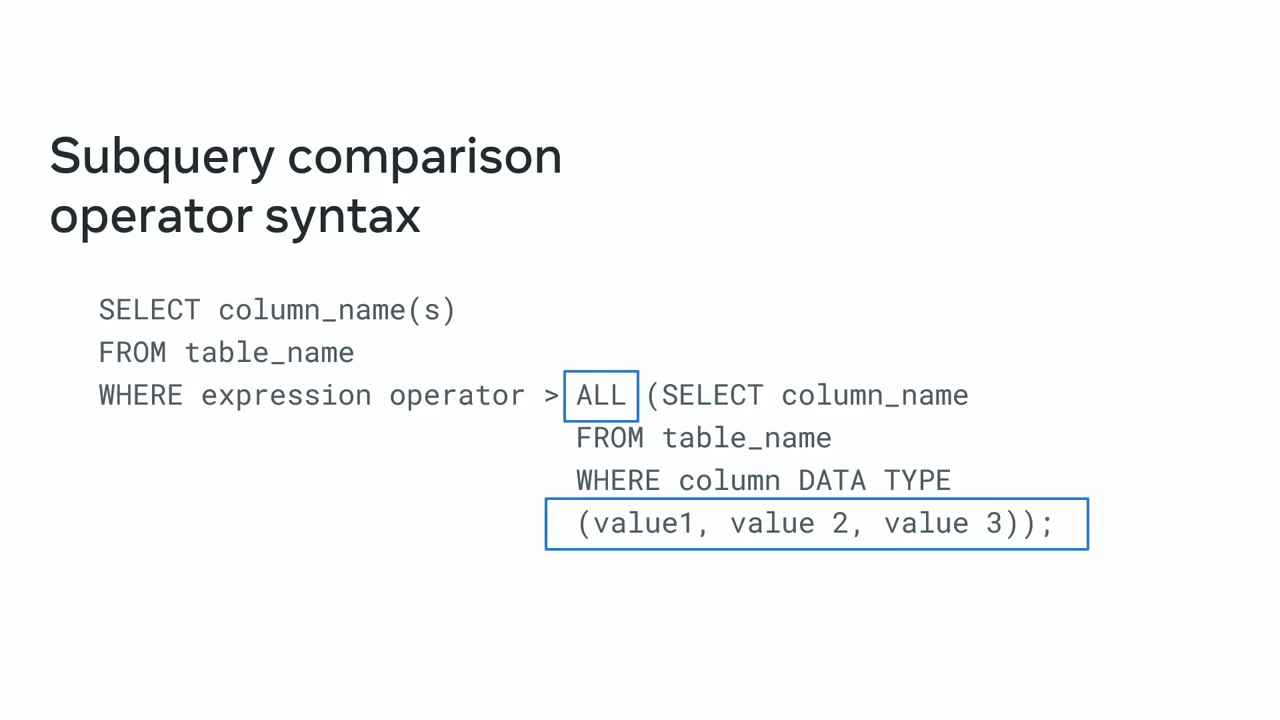 Subquery comparison
operator syntax
SELECT column_name(s)
FROM table_name
WHERE expression operator > ALL (SELECT column_name
FROM table_name
WHERE column DATA TYPE
(value1, value 2, value 3));